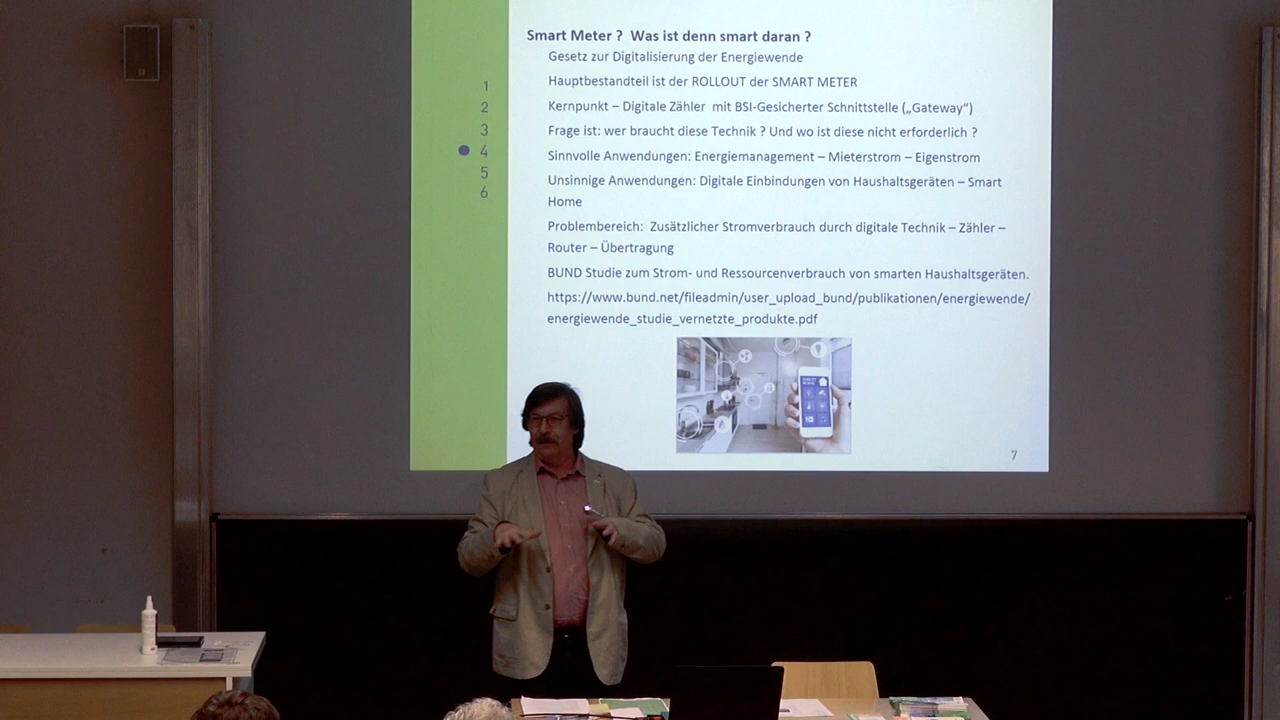 Smart Meter ? Was ist denn smart daran ?
Gesetz zur Digitalisierung der Energiewende
Hauptbestandteil ist der ROLLOUT der SMART METER
Kernpunkt – Digitale Zähler mit BSI-Gesicherter Schnittstelle („Gateway“)
Frage ist: wer braucht diese Technik ? Und wo ist diese nicht erforderlich ?
Sinnvolle Anwendungen: Energiemanagement – Mieterstrom – Eigenstrom
Unsinnige Anwendungen: Digitale Einbindungen von Haushaltsgeräten – Smart
Home
Problembereich: Zusätzlicher Stromverbrauch durch digitale Technik – Zähler –
Router – Übertragung
BUND Studie zum Strom- und Ressourcenverbrauch von smarten Haushaltsgeräten.
https://www.bund.net/fileadmin/user_upload_bund/publikationen/energiewende/
energiewende_studie_vernetzte_produkte.pdf
1
2
3
4
5
6
7